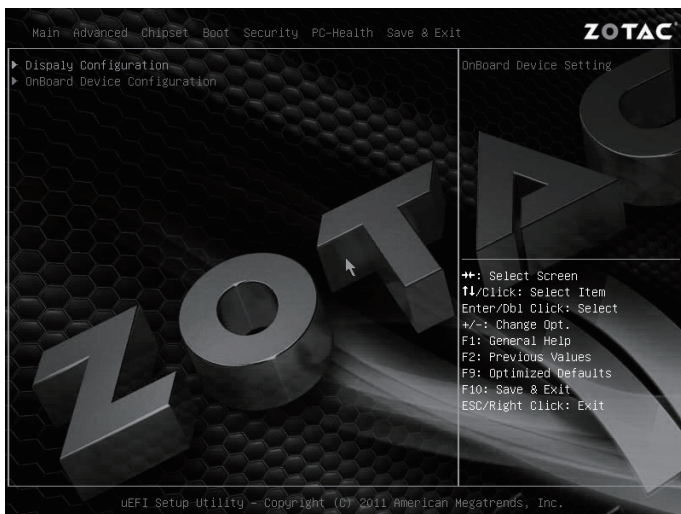 Main Advanced Chipset Boot Security PC-Health Save & Exit
ZOTAC
Dispaly Configuration
OnBoard Device Configuration
OnBoard Device Setting
ZOTAC
→←: Select Screen
↑↓/Click: Select Item
Enter/Dbl Click: Select
+/-: Change Opt.
F1: General Help
F2: Previous Values
F9: Optimized Defaults
F10: Save & Exit
ESC/Right Click: Exit
uEFI Setup Utility - Copyright (C) 2011 American Megatrends, Inc.